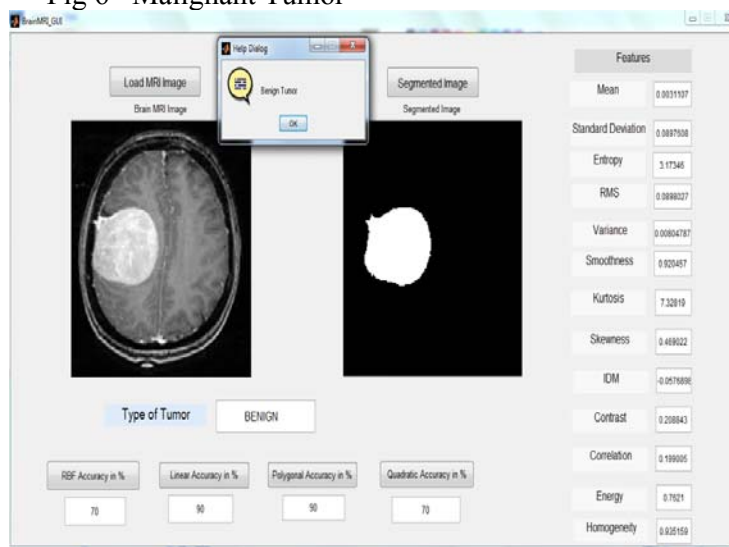 Fig 6 Malignant Tumor
BrainMRI_GUI
Help Dialog
Benign Tumor
OK
Load MRI Image
Brain MRI Image
Segmented Image
Segmented Image
Features
Mean 0.0031107
Standard Deviation 0.0897508
Entropy 3.17346
RMS 0.0898027
Variance 0.00804787
Smoothness 0.920457
Kurtosis 7.32819
Skewness 0.469022
IDM
Contrast 0.208843
Correlation 0.199005
Energy 0.7621
Homogeneity 0.935159
Type of Tumor BENIGN
RBF Accuracy in % Linear Accuracy in % Polygonal Accuracy in % Quadratic Accuracy in %
70 90 90 70